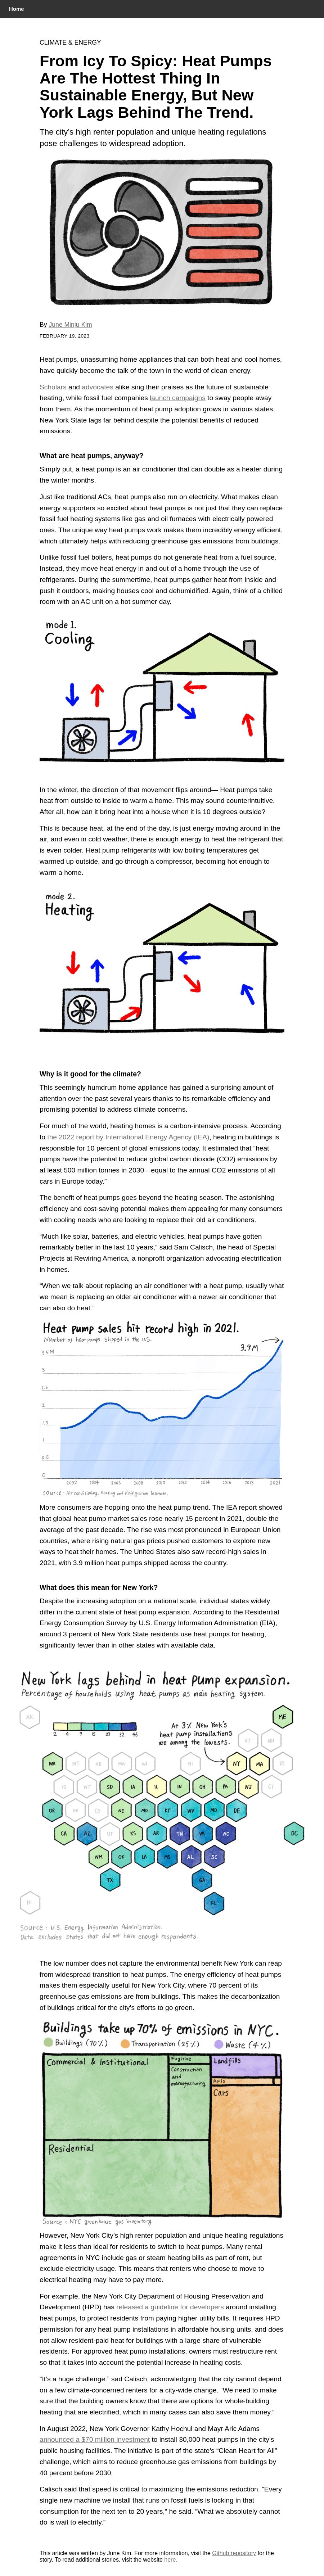 Home
CLIMATE & ENERGY
From Icy To Spicy: Heat Pumps
Are The Hottest Thing In
Sustainable Energy, But New
York Lags Behind The Trend.
The city's high renter population and unique heating regulations
pose challenges to widespread adoption.
By June Minju Kim
FEBRUARY 19, 2023
Heat pumps, unassuming home appliances that can both heat and cool homes,
have quickly become the talk of the town in the world of clean energy.
Scholars and advocates alike sing their praises as the future of sustainable
heating, while fossil fuel companies launch campaigns to sway people away
from them. As the momentum of heat pump adoption grows in various states,
New York State lags far behind despite the potential benefits of reduced
emissions.
What are heat pumps, anyway?
Simply put, a heat pump is an air conditioner that can double as a heater during
the winter months.
Just like traditional ACs, heat pumps also run on electricity. What makes clean
energy supporters so excited about heat pumps is not just that they can replace
fossil fuel heating systems like gas and oil furnaces with electrically powered
ones. The unique way heat pumps work makes them incredibly energy efficient,
which ultimately helps with reducing greenhouse gas emissions from buildings.
Unlike fossil fuel boilers, heat pumps do not generate heat from a fuel source.
Instead, they move heat energy in and out of a home through the use of
refrigerants. During the summertime, heat pumps gather heat from inside and
push it outdoors, making houses cool and dehumidified. Again, think of a chilled
room with an AC unit on a hot summer day.
mode 1.
Cooling
In the winter, the direction of that movement flips around— Heat pumps take
heat from outside to inside to warm a home. This may sound counterintuitive.
After all, how can it bring heat into a house when it is 10 degrees outside?
This is because heat, at the end of the day, is just energy moving around in the
air, and even in cold weather, there is enough energy to heat the refrigerant that
is even colder. Heat pump refrigerants with low boiling temperatures get
warmed up outside, and go through a compressor, becoming hot enough to
warm a home.
mode 2.
Heating
Why is it good for the climate?
This seemingly humdrum home appliance has gained a surprising amount of
attention over the past several years thanks to its remarkably efficiency and
promising potential to address climate concerns.
For much of the world, heating homes is a carbon-intensive process. According
to the 2022 report by International Energy Agency (IEA), heating in buildings is
responsible for 10 percent of global emissions today. It estimated that "heat
pumps have the potential to reduce global carbon dioxide (CO2) emissions by
at least 500 million tonnes in 2030—equal to the annual CO2 emissions of all
cars in Europe today."
The benefit of heat pumps goes beyond the heating season. The astonishing
efficiency and cost-saving potential makes them appealing for many consumers
with cooling needs who are looking to replace their old air conditioners.
"Much like solar, batteries, and electric vehicles, heat pumps have gotten
remarkably better in the last 10 years," said Sam Calisch, the head of Special
Projects at Rewiring America, a nonprofit organization advocating electrification
in homes.
"When we talk about replacing an air conditioner with a heat pump, usually what
we mean is replacing an older air conditioner with a newer air conditioner that
can also do heat."
Heat pump sales hit record high in 2021.
Number of heat pumps shipped in the U.S.
3.9M
3.5M
3
2.5
2
1.5
1
0.5
0
2002 2004 2006 2008 2010 2012 2014 2016 2018 2021
source: Air conditioning, Heating and Refrigeration Institute
More consumers are hopping onto the heat pump trend. The IEA report showed
that global heat pump market sales rose nearly 15 percent in 2021, double the
average of the past decade. The rise was most pronounced in European Union
countries, where rising natural gas prices pushed customers to explore new
ways to heat their homes. The United States also saw record-high sales in
2021, with 3.9 million heat pumps shipped across the country.
What does this mean for New York?
Despite the increasing adoption on a national scale, individual states widely
differ in the current state of heat pump expansion. According to the Residential
Energy Consumption Survey by U.S. Energy Information Administration (EIA),
around 3 percent of New York State residents use heat pumps for heating,
significantly fewer than in other states with available data.
New York lags behind in heat pump expansion.
Percentage of households using heat pumps as main heating system.
AK ME
At 3%, New York's
heat pump installations
are among the lowest.
VT NH
WA MT ND MN WI MI NY MA RI
ID WY SD IA IL IN OH PA NJ CT
OR NV CO NE MO KY WV MD DE
CA AZ UT KS AR TN VA NC DC
NM OK LA MS AL SC
TX GA
HI FL
source: U.S. Energy Information Administration.
Data excludes states that did not have enough respondents.
The low number does not capture the environmental benefit New York can reap
from widespread transition to heat pumps. The energy efficiency of heat pumps
makes them especially useful for New York City, where 70 percent of its
greenhouse gas emissions are from buildings. This makes the decarbonization
of buildings critical for the city's efforts to go green.
Buildings take up 70% of emissions in NYC.
Buildings (70%) Transportation (25%) Waste (4%)
Commercial & Institutional
Fugitive
Construction
and
manufacturing
Landfills
Rails
Cars
Residential
Source: NYC greenhouse gas inventory
However, New York City's high renter population and unique heating regulations
make it less than ideal for residents to switch to heat pumps. Many rental
agreements in NYC include gas or steam heating bills as part of rent, but
exclude electricity usage. This means that renters who choose to move to
electrical heating may have to pay more.
For example, the New York City Department of Housing Preservation and
Development (HPD) has released a guideline for developers around installing
heat pumps, to protect residents from paying higher utility bills. It requires HPD
permission for any heat pump installations in affordable housing units, and does
not allow resident-paid heat for buildings with a large share of vulnerable
residents. For approved heat pump installations, owners must restructure rent
so that it takes into account the potential increase in heating costs.
"It's a huge challenge." sad Calisch, acknowledging that the city cannot depend
on a few climate-concerned renters for a city-wide change. "We need to make
sure that the building owners know that there are options for whole-building
heating that are electrified, which in many cases can also save them money."
In August 2022, New York Governor Kathy Hochul and Mayr Aric Adams
announced a $70 million investment to install 30,000 heat pumps in the city's
public housing facilities. The initiative is part of the state's "Clean Heart for All"
challenge, which aims to reduce greenhouse gas emissions from buildings by
40 percent before 2030.
Calisch said that speed is critical to maximizing the emissions reduction. "Every
single new machine we install that runs on fossil fuels is locking in that
consumption for the next ten to 20 years," he said. "What we absolutely cannot
do is wait to electrify."
This article was written by June Kim. For more information, visit the Github repository for the
story. To read additional stories, visit the website here.